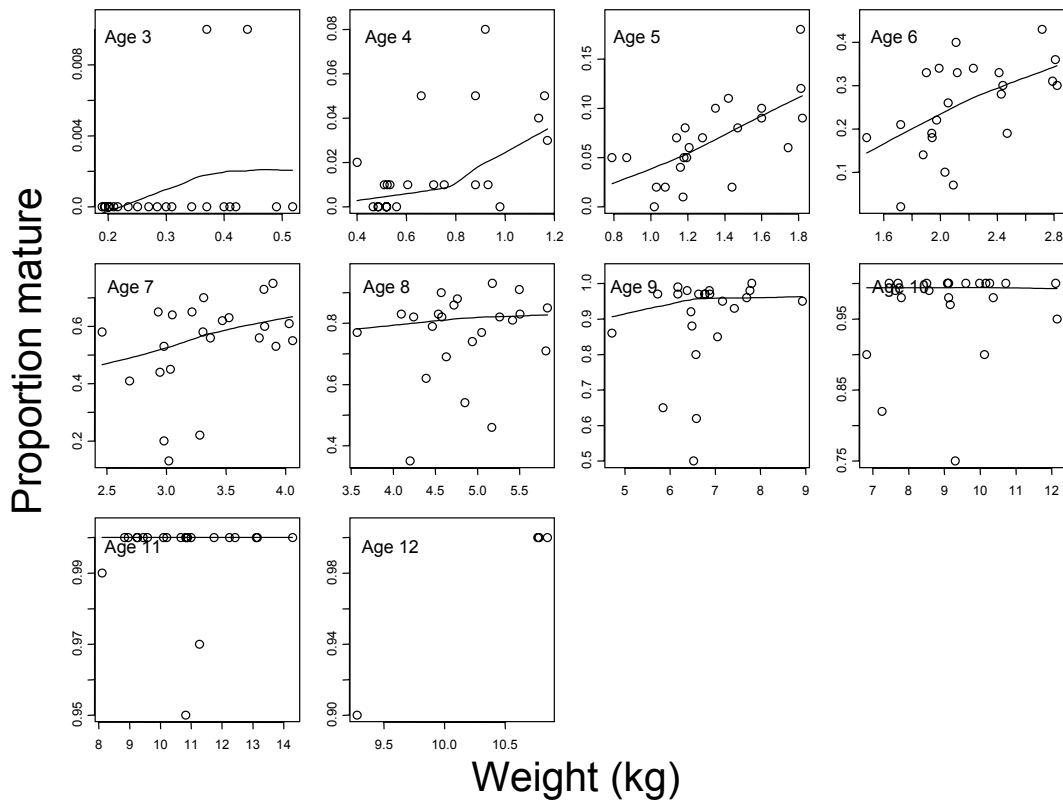 Proportion mature
Age 3
0.0
0.004
0.008
0.2 0.3 0.4 0.5
Age 4
0.0
0.02
0.04
0.06
0.08
0.4 0.6 0.8 1.0 1.2
Age 5
0.0
0.05
0.10
0.15
0.8 1.0 1.2 1.4 1.6 1.8
Age 6
0.1
0.2
0.3
0.4
1.6 2.0 2.4 2.8
Age 7
0.2
0.4
0.6
2.5 3.0 3.5 4.0
Age 8
0.4
0.6
0.8
3.5 4.0 4.5 5.0 5.5
Age 9
0.5
0.6
0.7
0.8
0.9
1.0
5 6 7 8 9
Age 10
0.75
0.85
0.95
7 8 9 10 11 12
Age 11
0.95
0.97
0.99
8 9 10 11 12 13 14
Age 12
0.90
0.94
0.98
9.5 10.0 10.5
Weight (kg)